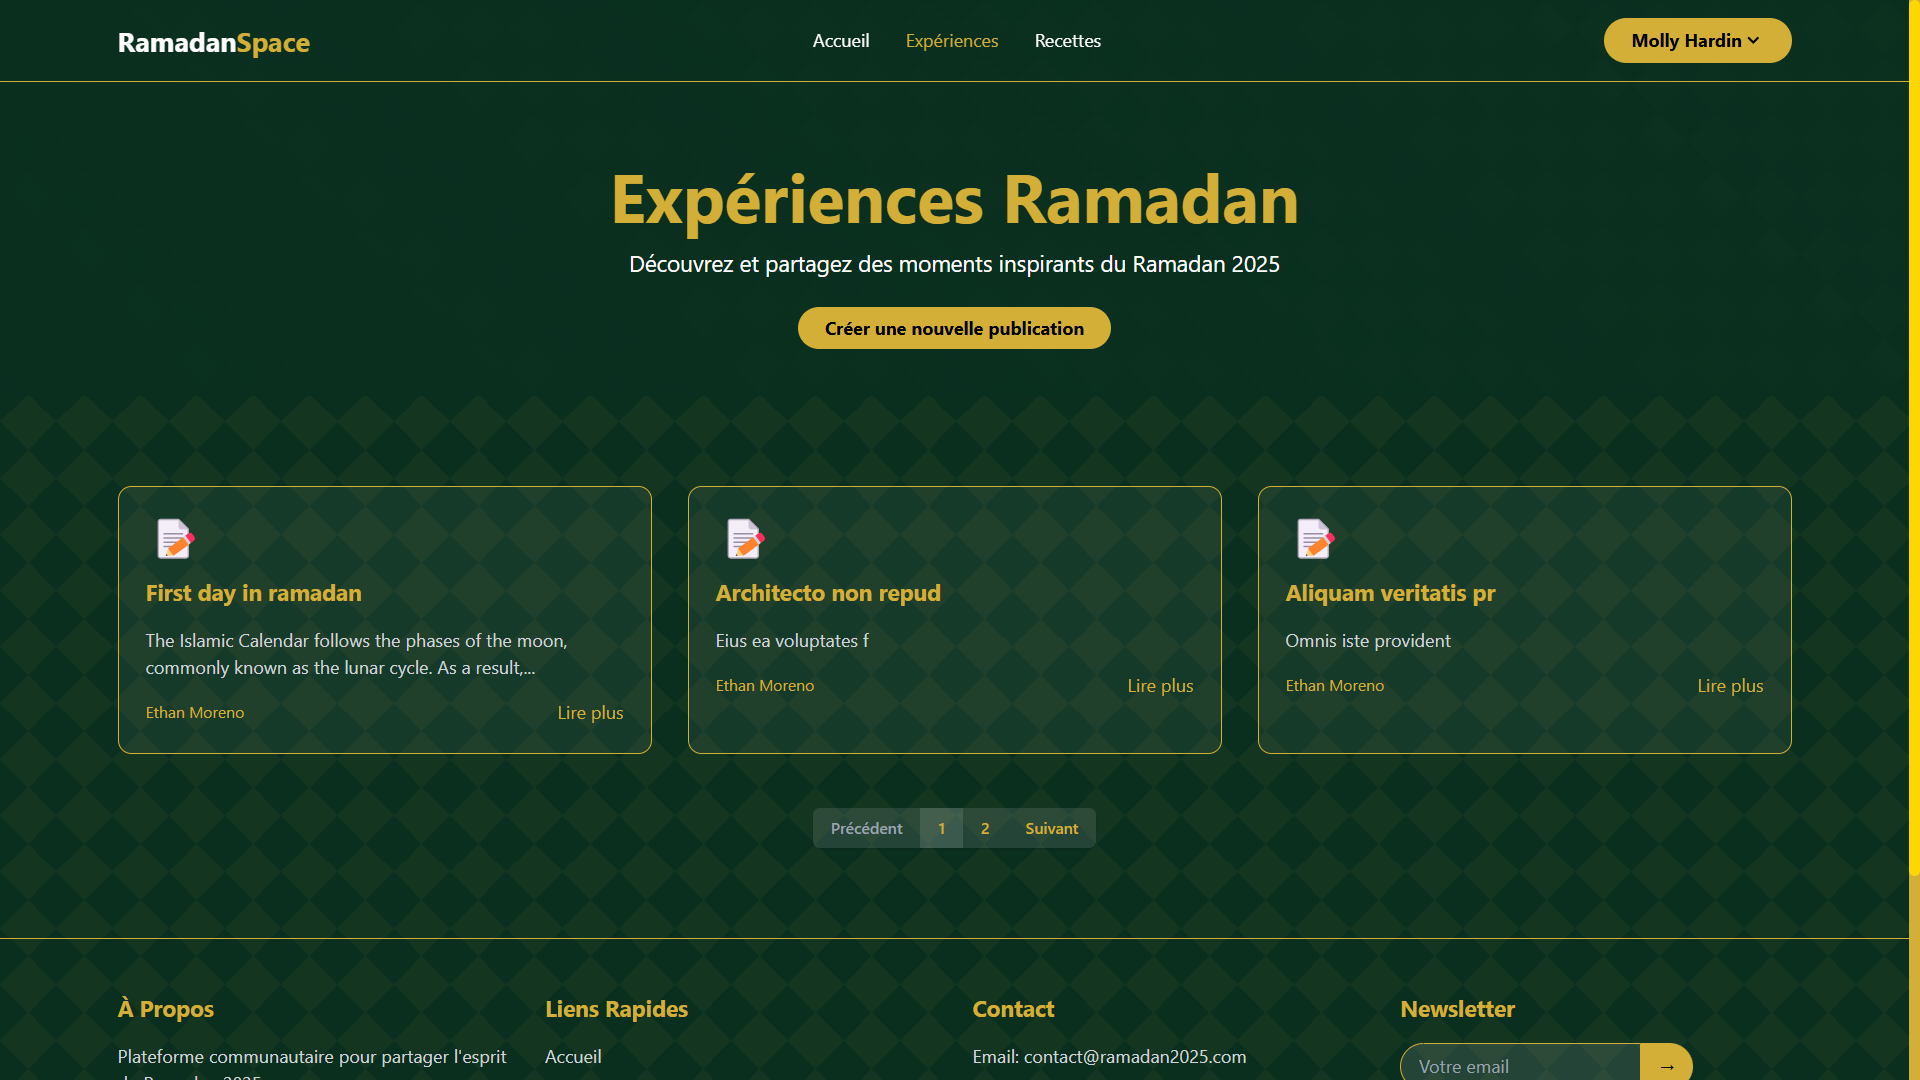 RamadanSpace
Accueil
Expériences
Recettes
Molly Hardin
Expériences Ramadan
Découvrez et partagez des moments inspirants du Ramadan 2025
Créer une nouvelle publication
First day in ramadan
The Islamic Calendar follows the phases of the moon,
commonly known as the lunar cycle. As a result,...
Ethan Moreno
Lire plus
Architecto non repud
Eius ea voluptates f
Ethan Moreno
Lire plus
Aliquam veritatis pr
Omnis iste provident
Ethan Moreno
Lire plus
Précédent
1
2
Suivant
À Propos
Plateforme communautaire pour partager l'esprit
du Ramadan 2025
Liens Rapides
Accueil
Contact
Email: contact@ramadan2025.com
Newsletter
Votre email
→